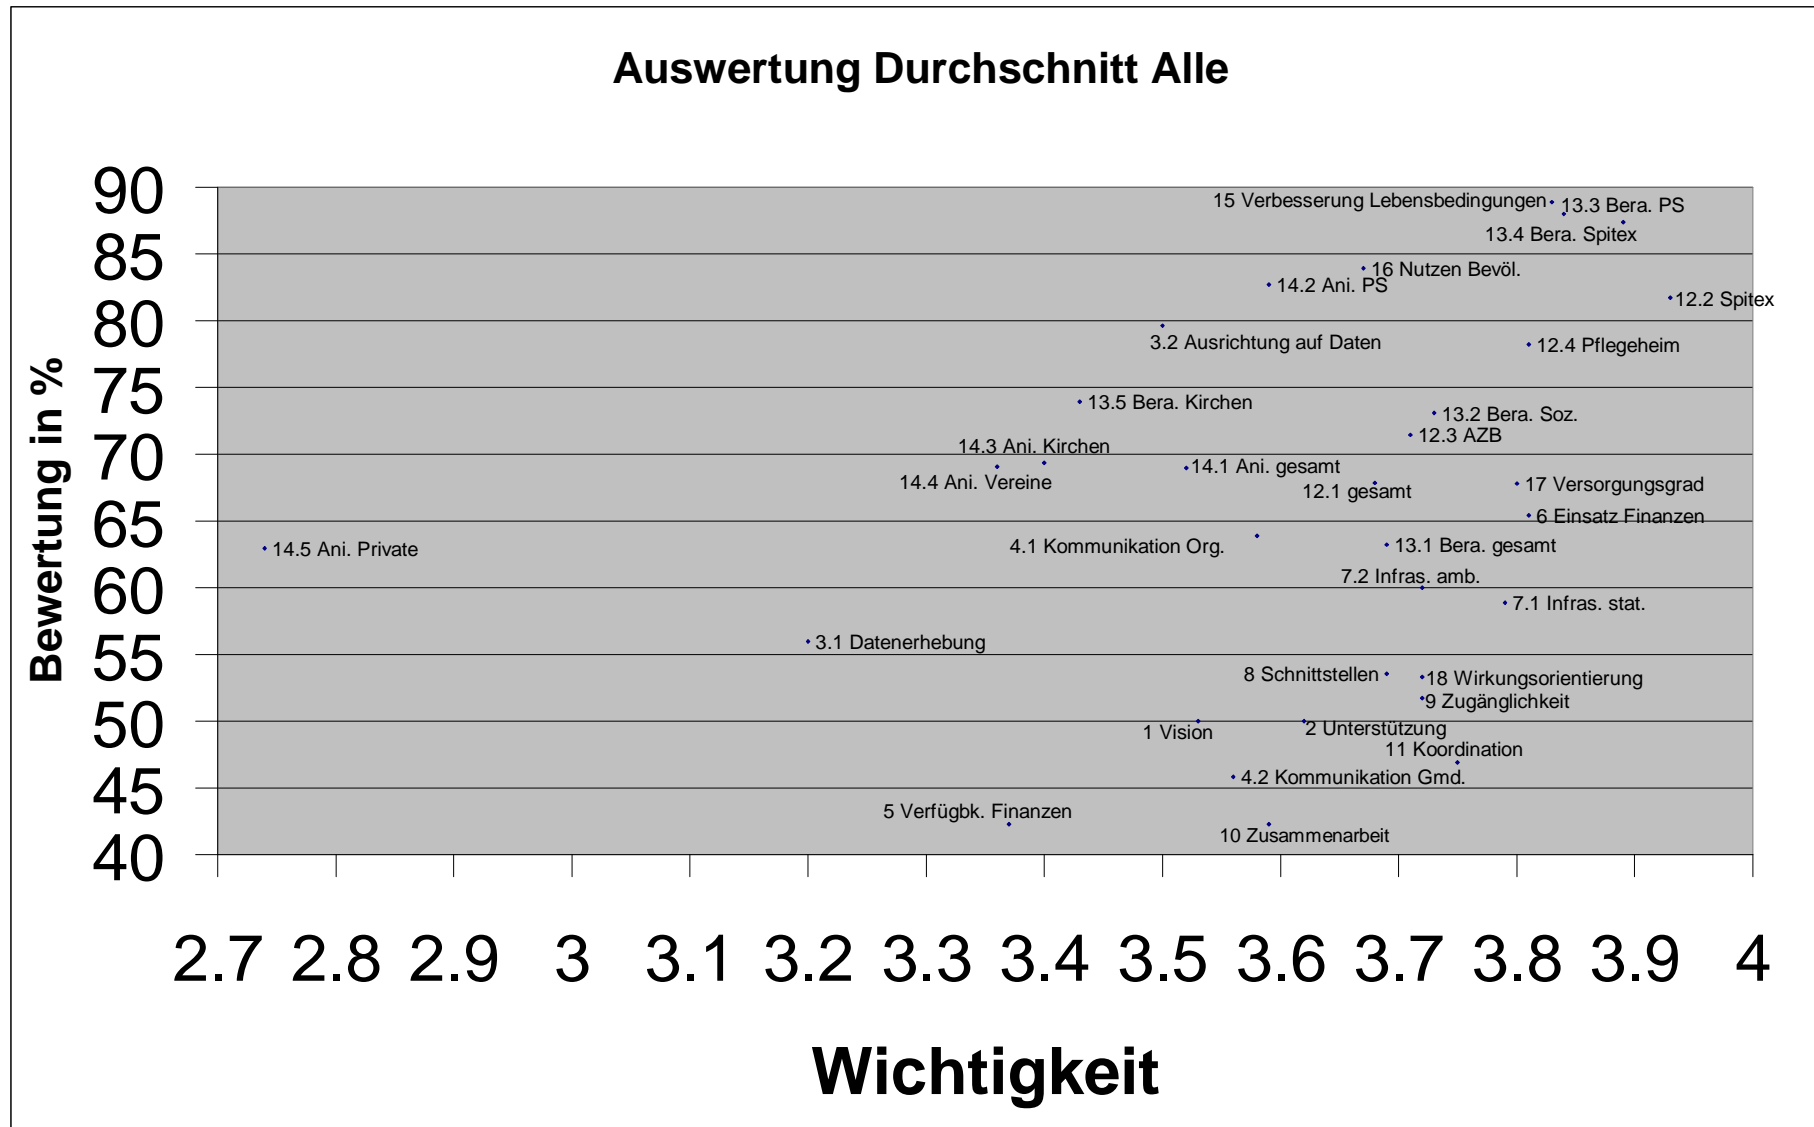 Auswertung Durchschnitt Alle
90
85
80
75
70
65
60
55
50
45
40
Bewertung in %
15 Verbesserung Lebensbedingungen
13.3 Bera. PS
13.4 Bera. Spitex
16 Nutzen Bevöl.
14.2 Ani. PS
12.2 Spitex
3.2 Ausrichtung auf Daten
12.4 Pflegeheim
13.5 Bera. Kirchen
13.2 Bera. Soz.
12.3 AZB
14.3 Ani. Kirchen
14.1 Ani. gesamt
14.4 Ani. Vereine
12.1 gesamt
17 Versorgungsgrad
6 Einsatz Finanzen
4.1 Kommunikation Org.
13.1 Bera. gesamt
14.5 Ani. Private
7.2 Infras. amb.
7.1 Infras. stat.
3.1 Datenerhebung
8 Schnittstellen
18 Wirkungsorientierung
9 Zugänglichkeit
1 Vision
2 Unterstützung
11 Koordination
4.2 Kommunikation Gmd.
5 Verfügbk. Finanzen
10 Zusammenarbeit
2.7 2.8 2.9 3 3.1 3.2 3.3 3.4 3.5 3.6 3.7 3.8 3.9 4
Wichtigkeit